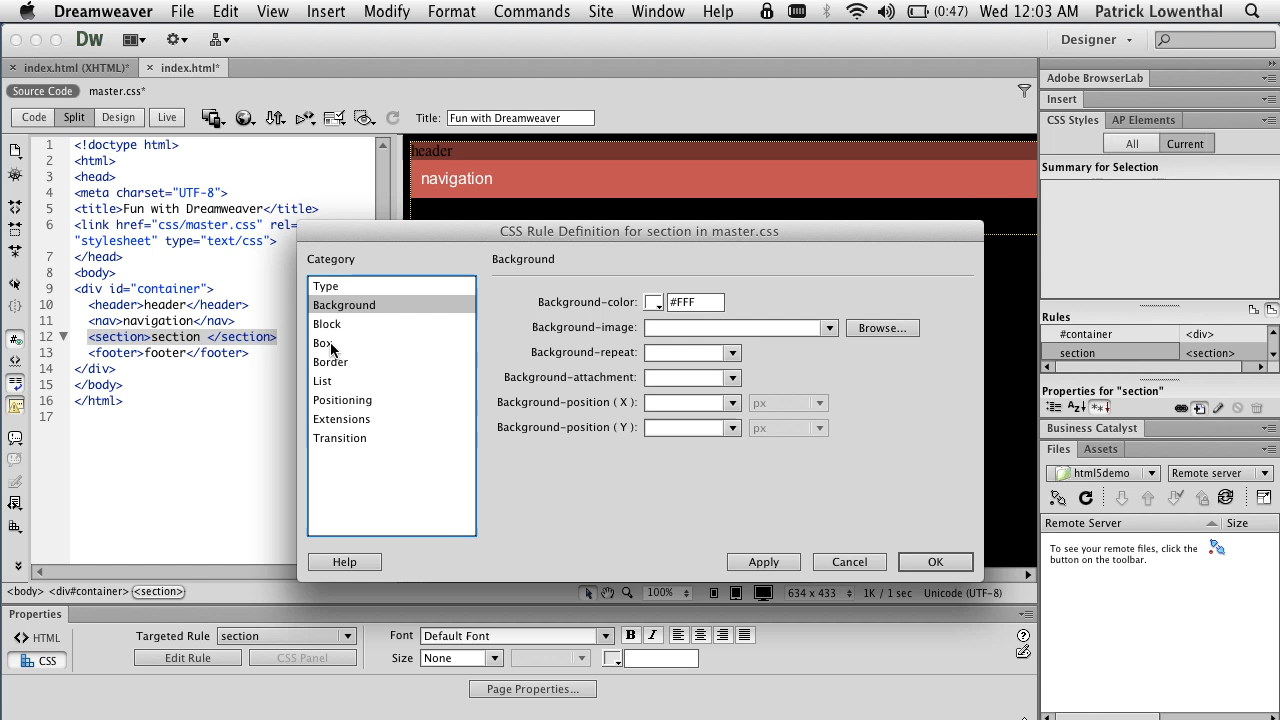 Dreamweaver File Edit View Insert Modify Format Commands Site Window Help (0:47) Wed 12:03 AM Patrick Lowenthal
Dw Designer
index.html (XHTML)* index.html*
Source Code master.css*
Code Split Design Live Title: Fun with Dreamweaver
1 <!doctype html>
2 <html>
3 <head>
4 <meta charset="UTF-8">
5 <title>Fun with Dreamweaver</title>
6 <link href="css/master.css" rel=
"stylesheet" type="text/css">
7 </head>
8 <body>
9 <div id="container">
10 <header>header</header>
11 <nav>navigation</nav>
12 <section>section </section>
13 <footer>footer</footer>
14 </div>
15 </body>
16 </html>
17
header
navigation
CSS Rule Definition for section in master.css
Category
Type
Background
Block
Box
Border
List
Positioning
Extensions
Transition
Background
Background-color: #FFF
Background-image: Browse...
Background-repeat:
Background-attachment:
Background-position (X): px
Background-position (Y): px
Help Apply Cancel OK
<body> <div#container> <section> 100% 634 x 433 1K / 1 sec Unicode (UTF-8)
Properties
<> HTML Targeted Rule section Font Default Font B I
CSS Edit Rule CSS Panel Size None
Page Properties...
Adobe BrowserLab
Insert
CSS Styles AP Elements
All Current
Summary for Selection
Rules
#container <div>
section <section>
Properties for "section"
Business Catalyst
Files Assets
html5demo Remote server
Remote Server Size
To see your remote files, click the
button on the toolbar.